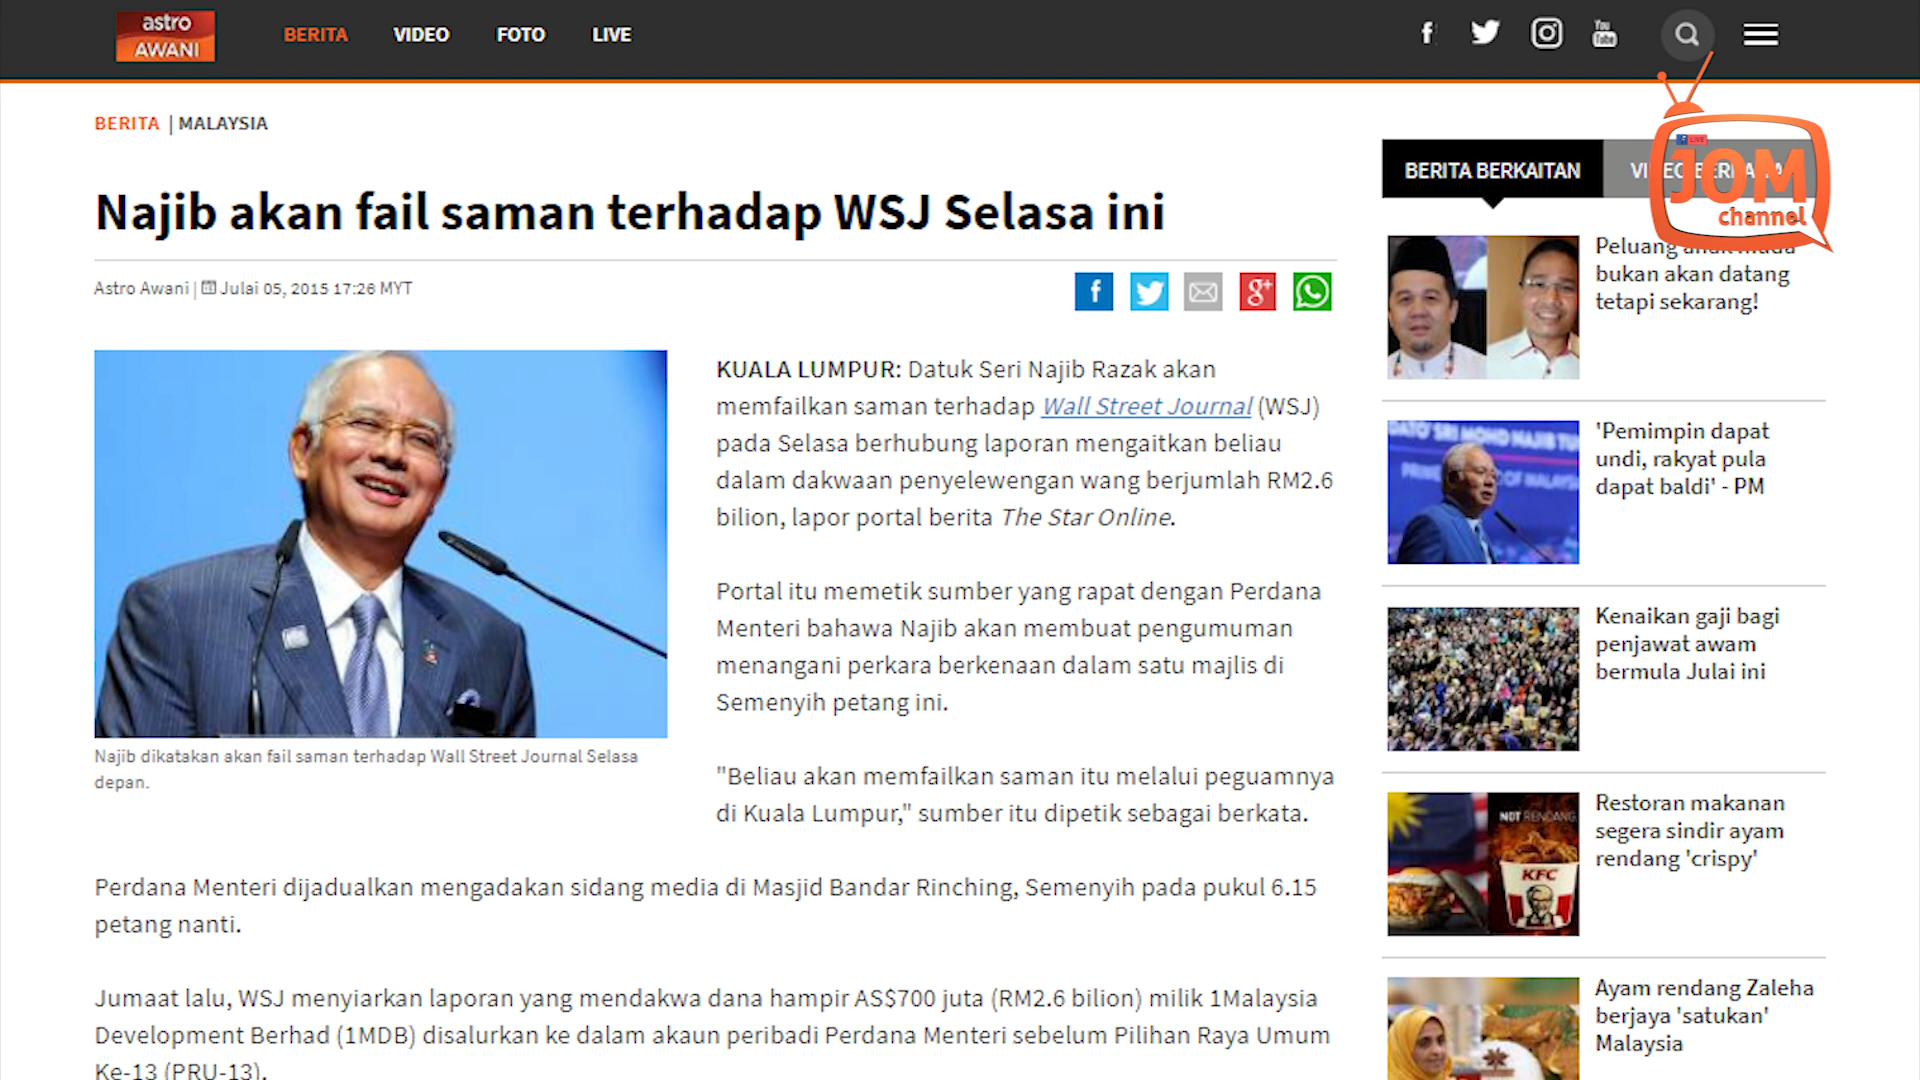 astro
AWANI
BERITA VIDEO FOTO LIVE
f
You
Tube
BERITA | MALAYSIA
Najib akan fail saman terhadap WSJ Selasa ini
Astro Awani | Julai 05, 2015 17:26 MYT
KUALA LUMPUR: Datuk Seri Najib Razak akan
memfailkan saman terhadap Wall Street Journal (WSJ)
pada Selasa berhubung laporan mengaitkan beliau
dalam dakwaan penyelewengan wang berjumlah RM2.6
bilion, lapor portal berita The Star Online.
Portal itu memetik sumber yang rapat dengan Perdana
Menteri bahawa Najib akan membuat pengumuman
menangani perkara berkenaan dalam satu majlis di
Semenyih petang ini.
"Beliau akan memfailkan saman itu melalui peguamnya
di Kuala Lumpur," sumber itu dipetik sebagai berkata.
Najib dikatakan akan fail saman terhadap Wall Street Journal Selasa
depan.
Perdana Menteri dijadualkan mengadakan sidang media di Masjid Bandar Rinching, Semenyih pada pukul 6.15
petang nanti.
Jumaat lalu, WSJ menyiarkan laporan yang mendakwa dana hampir AS$700 juta (RM2.6 bilion) milik 1Malaysia
Development Berhad (1MDB) disalurkan ke dalam akaun peribadi Perdana Menteri sebelum Pilihan Raya Umum
Ke-13 (PRU-13).
BERITA BERKAITAN
LIVE
JOM
channel
Peluang anak muda
bukan akan datang
tetapi sekarang!
'Pemimpin dapat
undi, rakyat pula
dapat baldi' - PM
Kenaikan gaji bagi
penjawat awam
bermula Julai ini
NOT RENDANG
KFC
Restoran makanan
segera sindir ayam
rendang 'crispy'
Ayam rendang Zaleha
berjaya 'satukan'
Malaysia